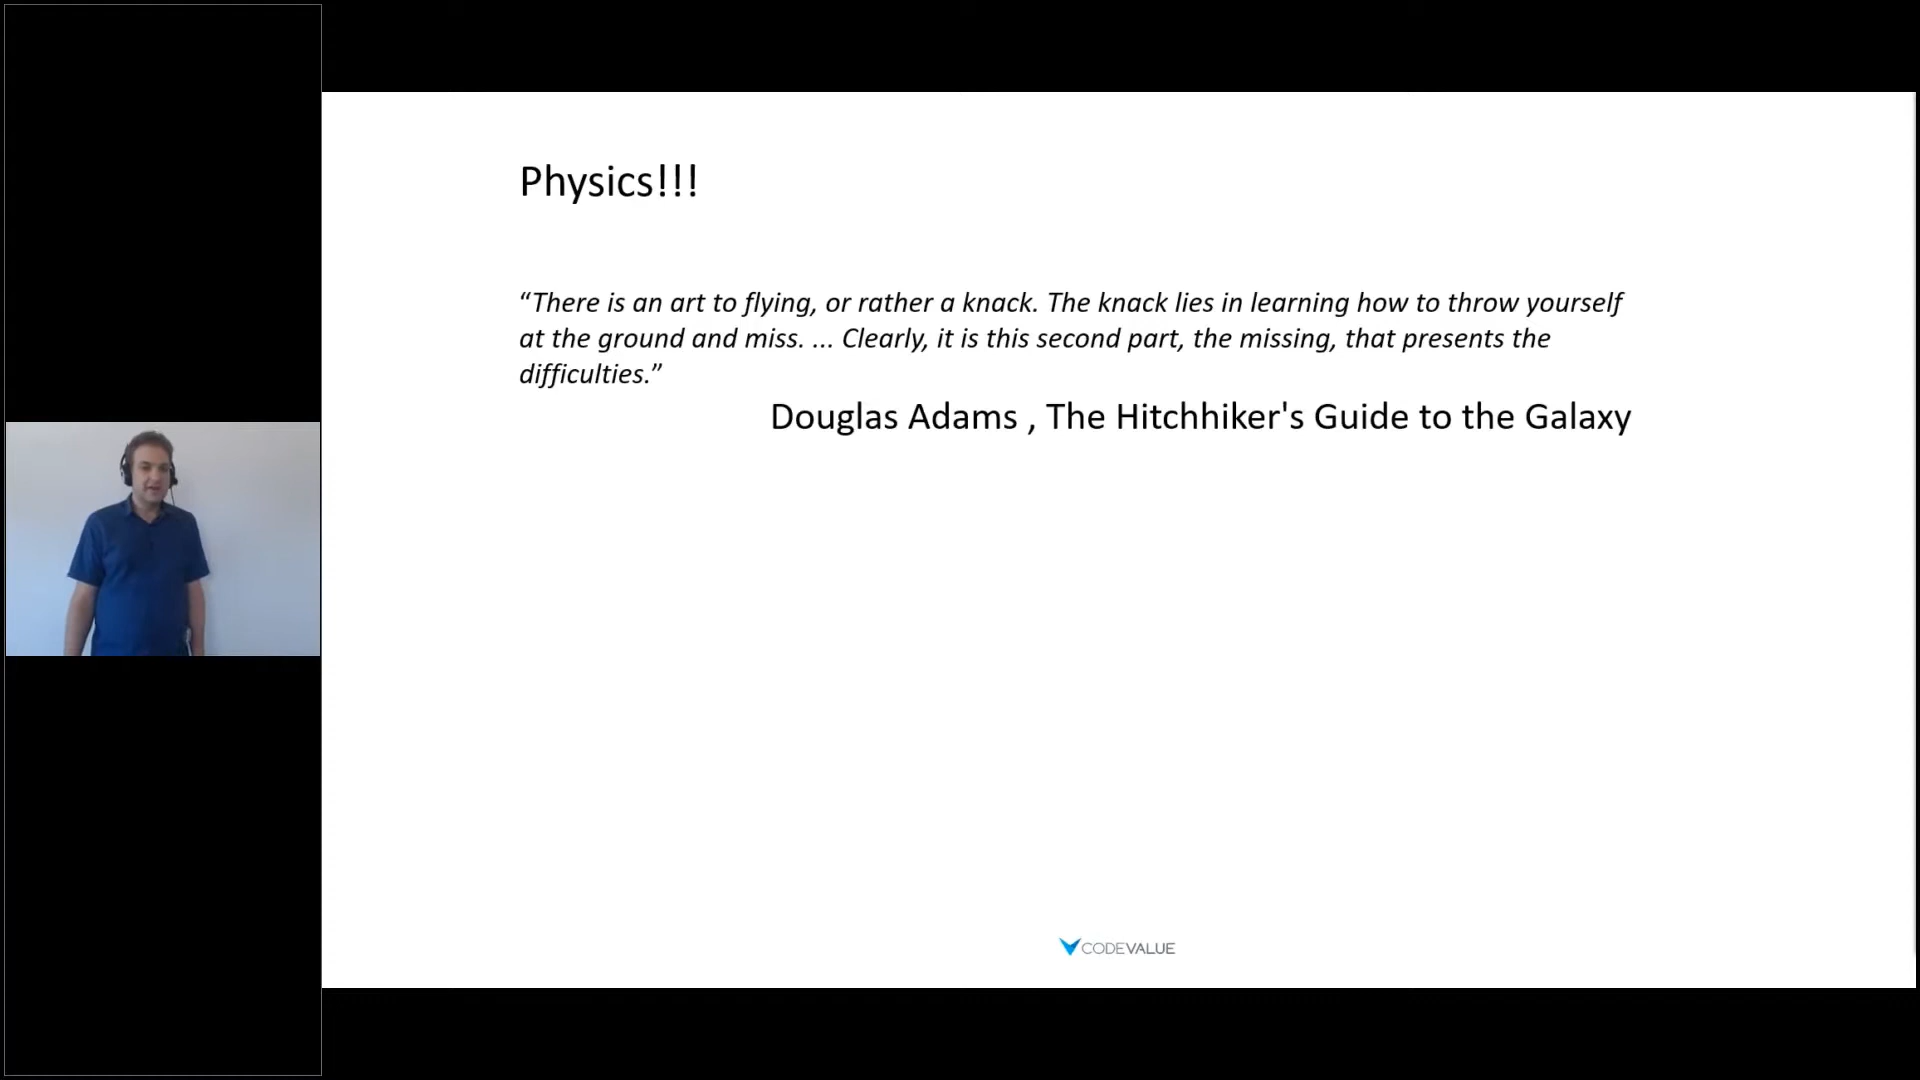 Physics!!!
“There is an art to flying, or rather a knack. The knack lies in learning how to throw yourself
at the ground and miss. ... Clearly, it is this second part, the missing, that presents the
difficulties.”
Douglas Adams , The Hitchhiker's Guide to the Galaxy
CODEVALUE